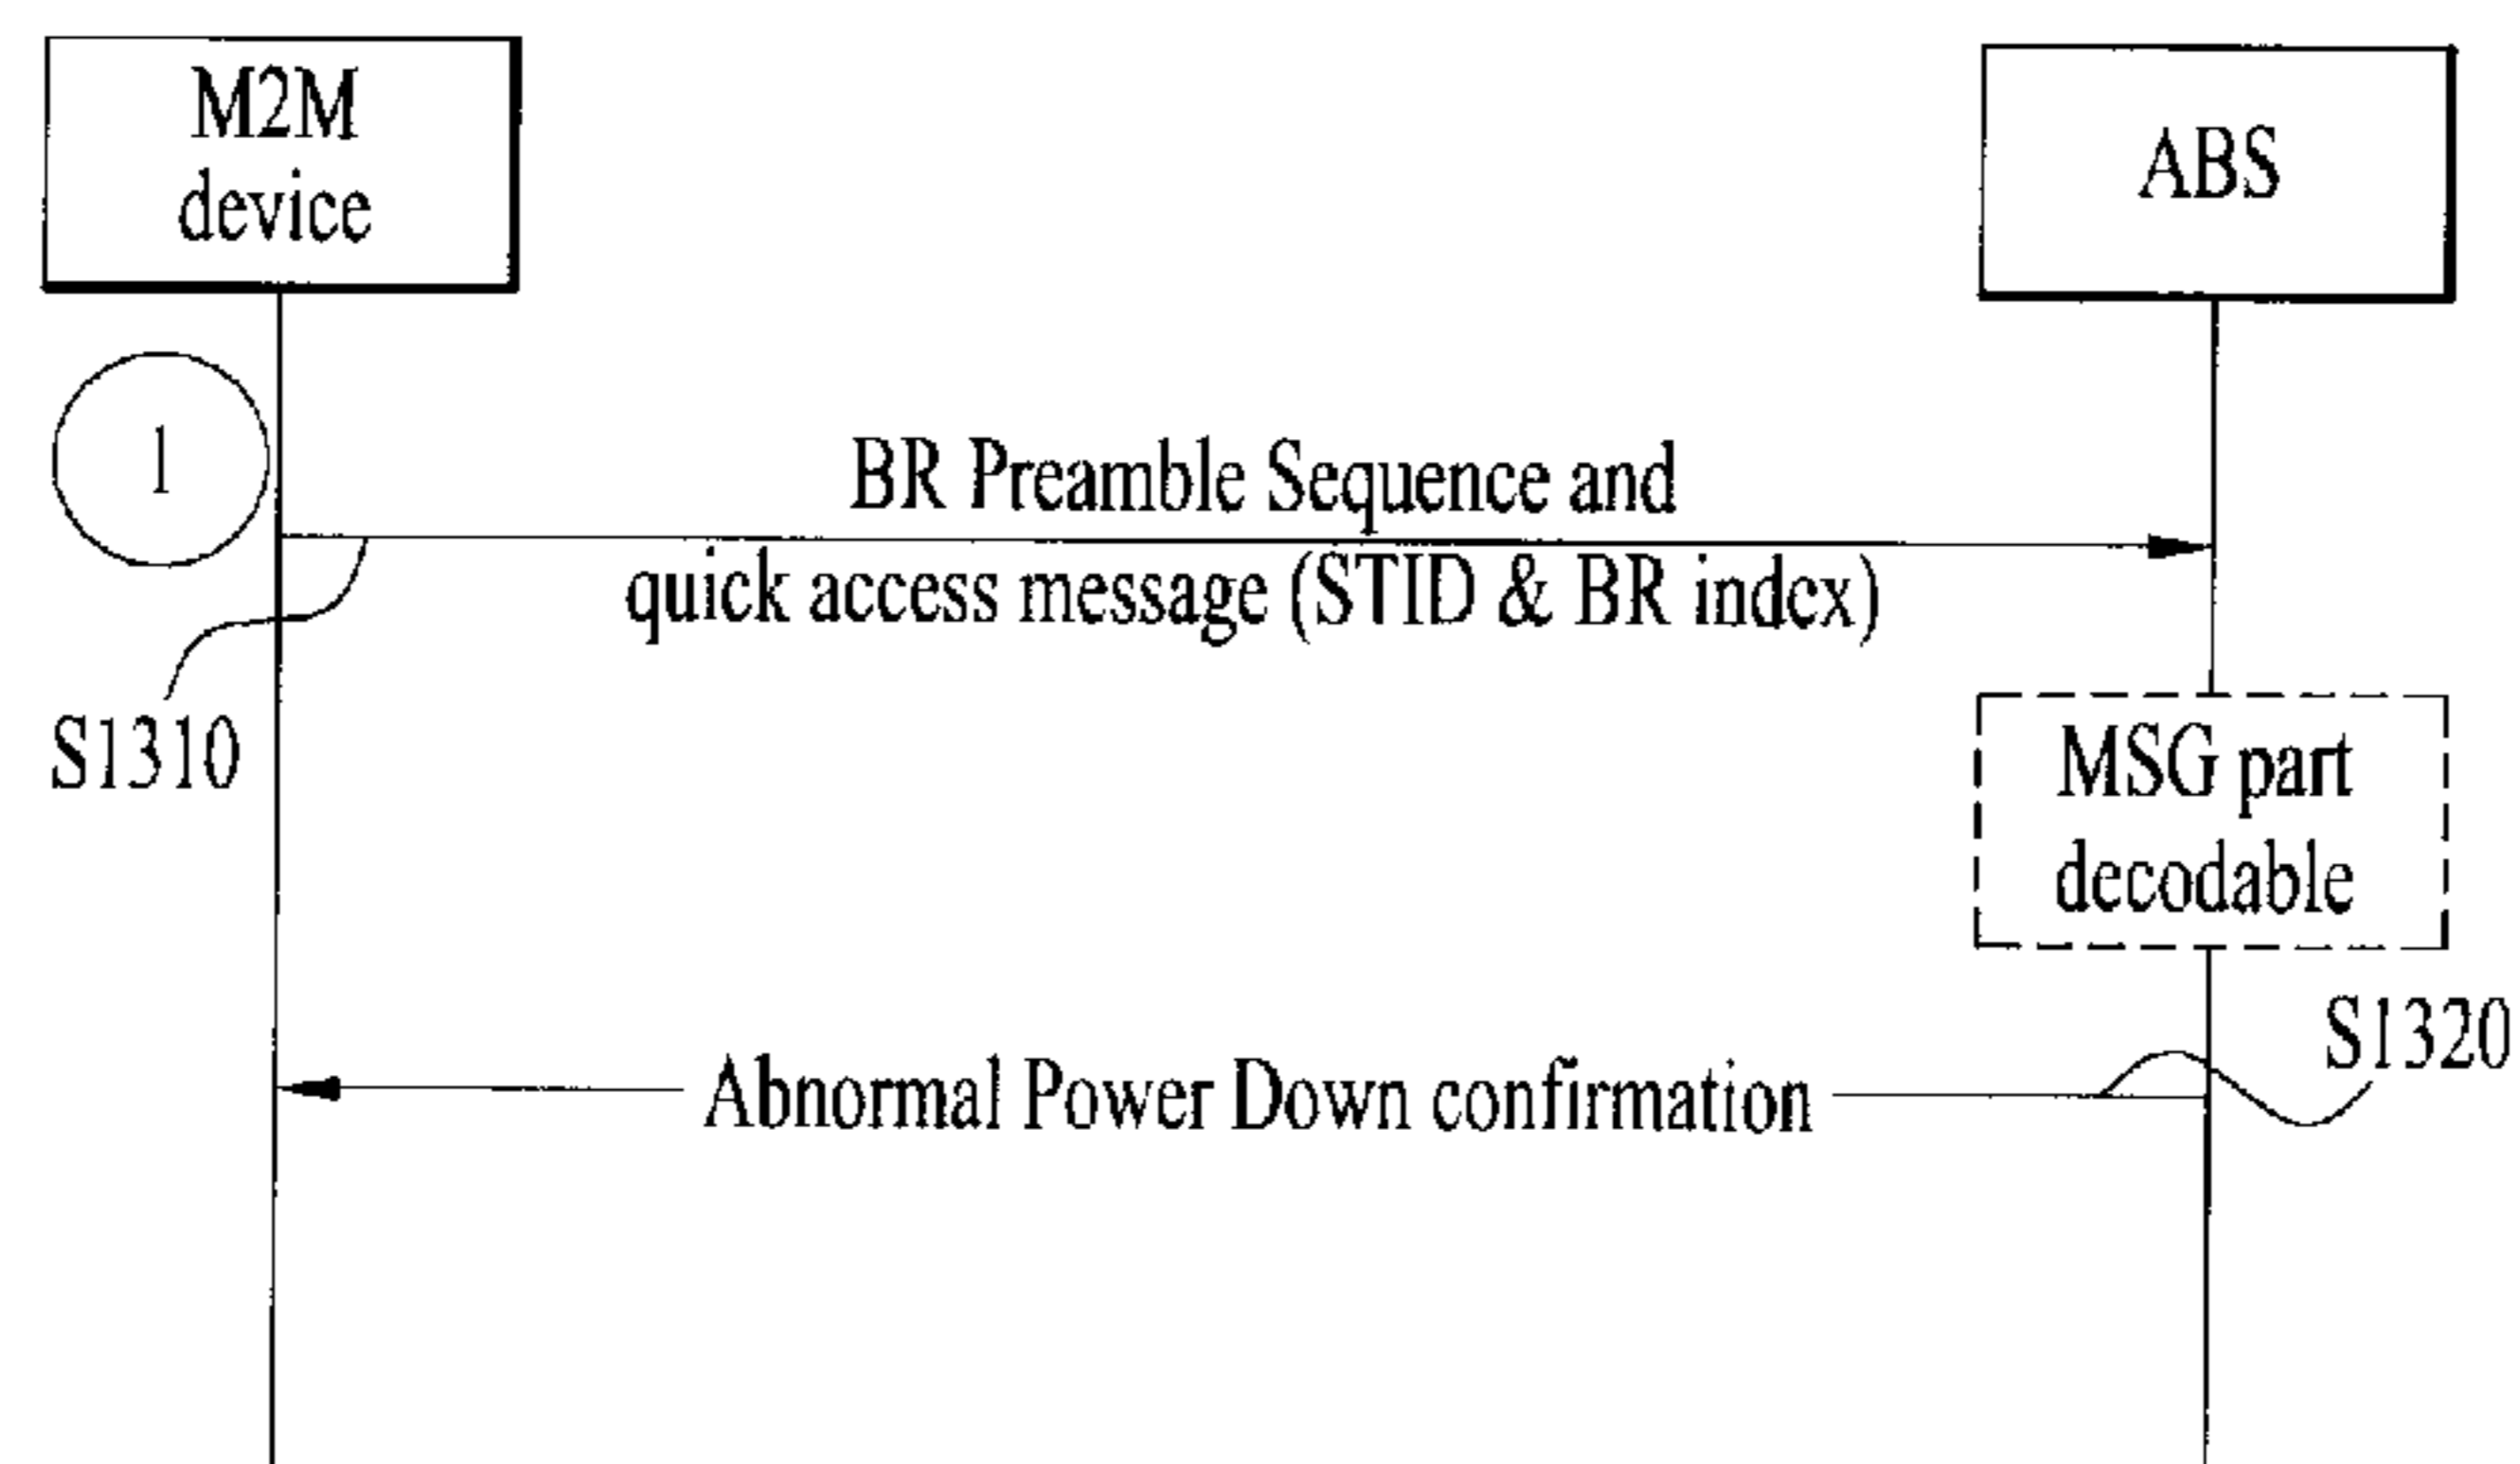 M2M
device
ABS
1
BR Preamble Sequence and
quick access message (STID & BR index)
S1310
MSG part
decodable
S1320
Abnormal Power Down confirmation